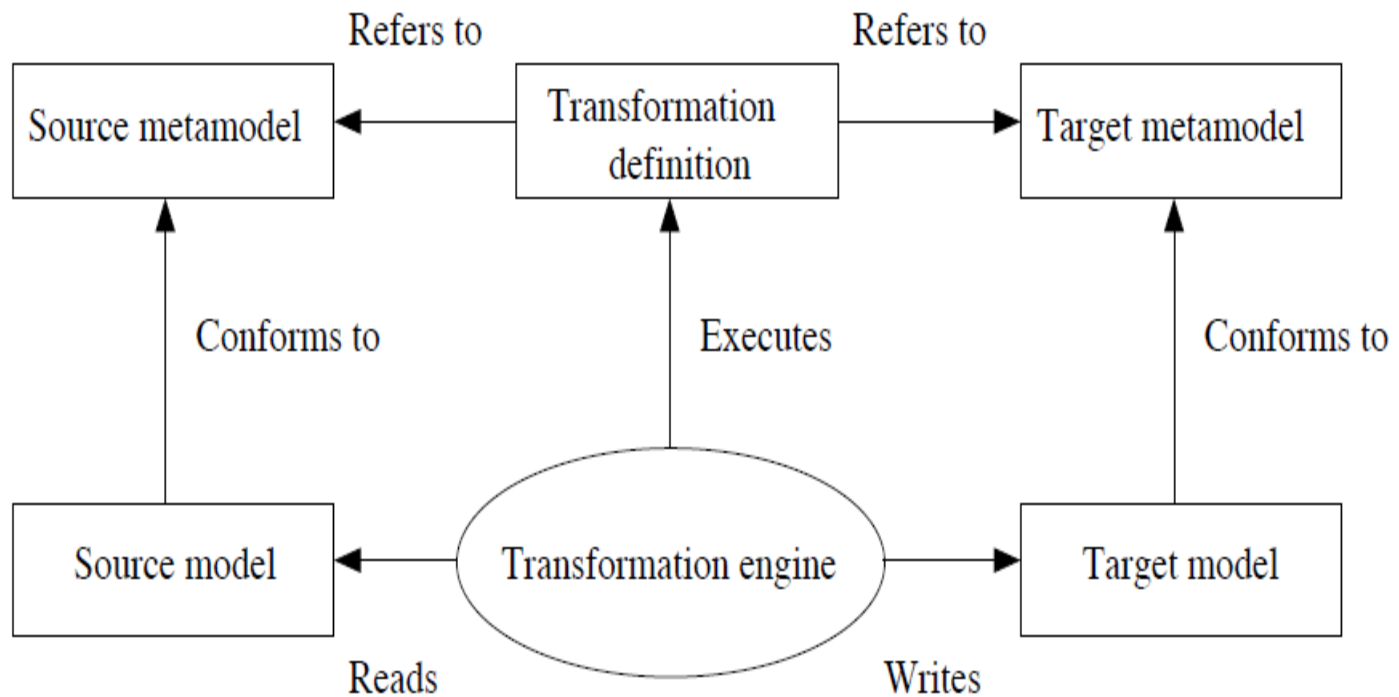 Refers to
Refers to
Source metamodel
Transformation
definition
Target metamodel
Conforms to
Executes
Conforms to
Source model
Transformation engine
Target model
Reads
Writes